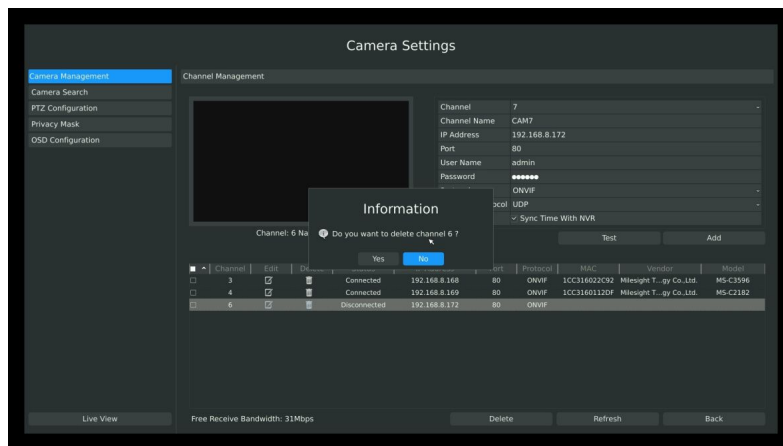 Camera Settings
Camera Management
Camera Search
PTZ Configuration
Privacy Mask
OSD Configuration
Channel Management
Channel 7
Channel Name CAM7
IP Address 192.168.8.172
Port 80
User Name admin
Password ●●●●●●
ONVIF
ocol UDP
✓ Sync Time With NVR
Channel: 6 Na
Information
Do you want to delete channel 6 ?
Yes No
Test Add
Channel Edit Port Protocol MAC Vendor Model
3 Connected 192.168.8.168 80 ONVIF 1CC316022C92 Milesight T...gy Co.,Ltd. MS-C3596
4 Connected 192.168.8.169 80 ONVIF 1CC3160112DF Milesight T...gy Co.,Ltd. MS-C2182
6 Disconnected 192.168.8.172 80 ONVIF
Live View
Free Receive Bandwidth: 31Mbps
Delete Refresh Back